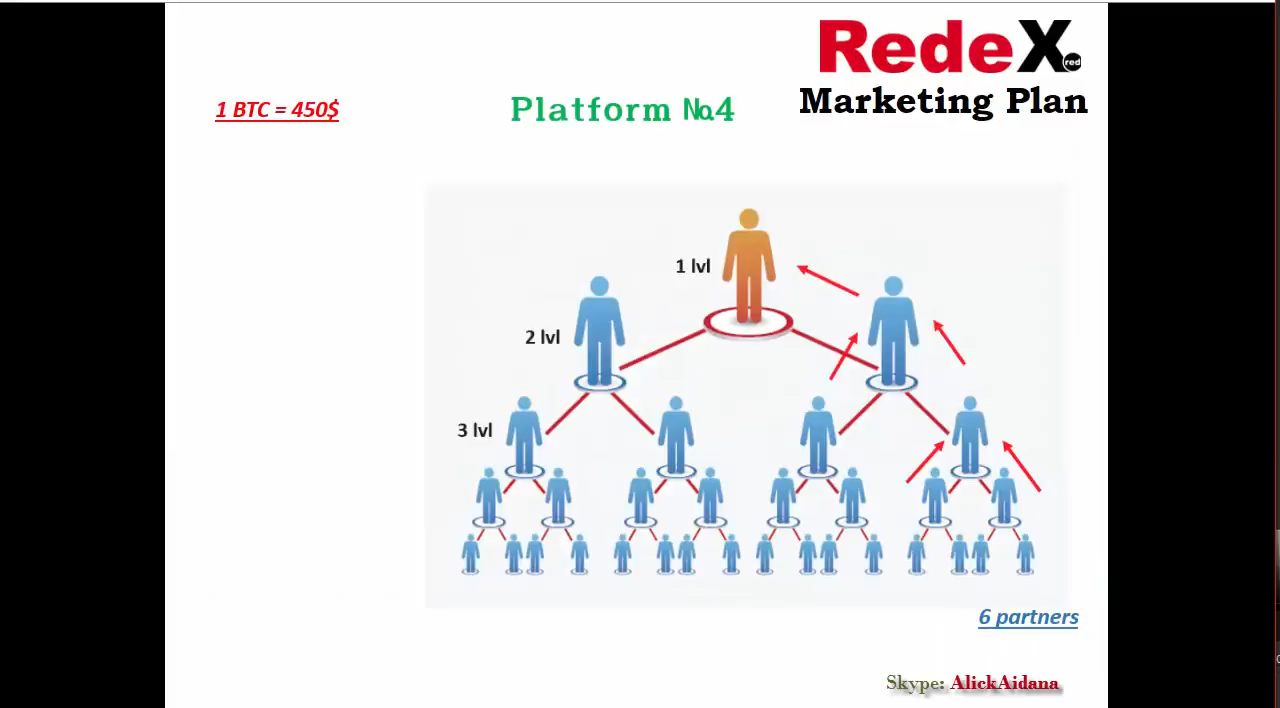 RedeX
red
Marketing Plan
1 BTC = 450$
Platform №4
1 lvl
2 lvl
3 lvl
6 partners
Skype: AlickAidana